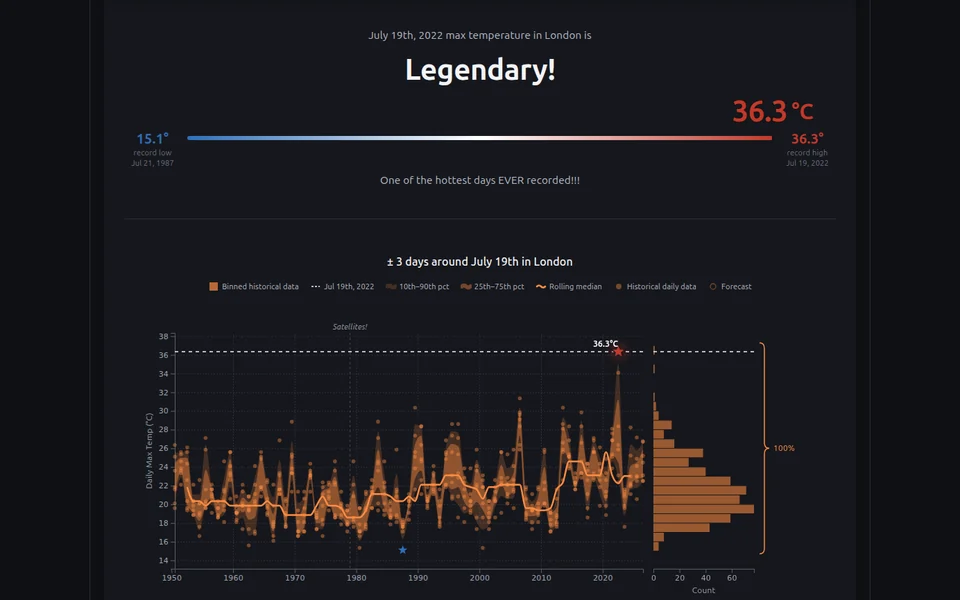 July 19th, 2022 max temperature in London is
Legendary!
36.3 °C
15.1°
record low
Jul 21, 1987
36.3°
record high
Jul 19, 2022
One of the hottest days EVER recorded!!!
± 3 days around July 19th in London
Binned historical data Jul 19th, 2022 10th–90th pct 25th–75th pct Rolling median Historical daily data Forecast
Satellites!
36.3°C
Daily Max Temp (°C)
38
36
34
32
30
28
26
24
22
20
18
16
14
1950 1960 1970 1980 1990 2000 2010 2020
100%
0 20 40 60
Count